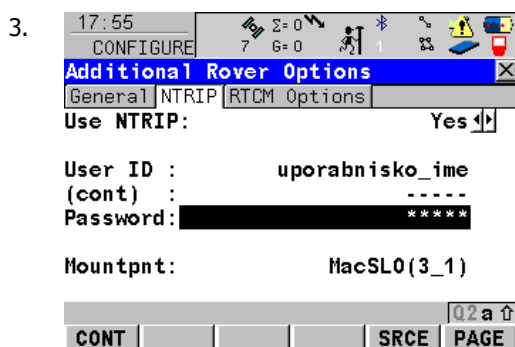 3.
17:55
CONFIGURE
7
Σ= 0
G= 0
1
Additional Rover Options
General NTRIP RTCM Options
Use NTRIP: Yes
User ID : uporabnisko_ime
(cont) : -----
Password: *****
Mountpnt: MacSLO(3_1)
Q2 a ⇧
CONT SRCE PAGE